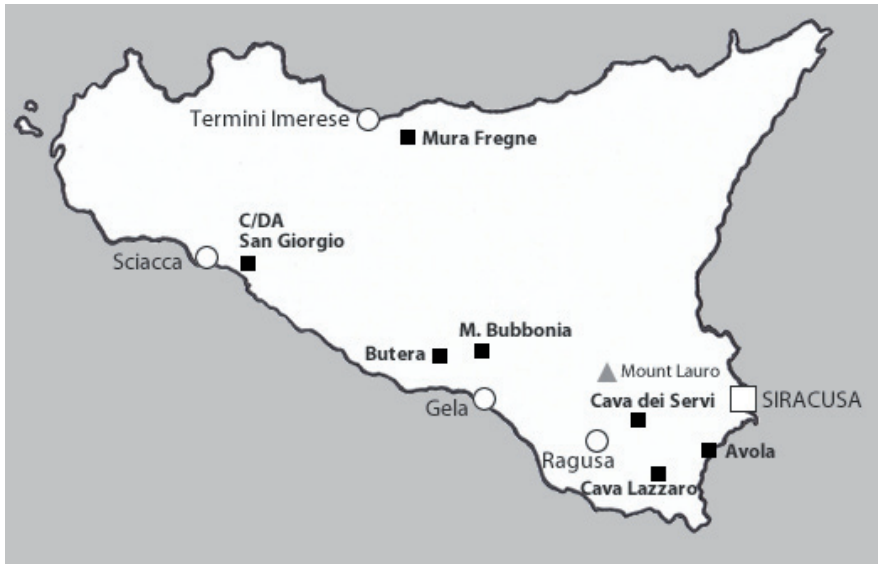 Termini Imerese
Mura Fregne
C/DA
San Giorgio
Sciacca
M. Bubbonia
Butera
Mount Lauro
Gela
Cava dei Servi
SIRACUSA
Avola
Ragusa
Cava Lazzaro